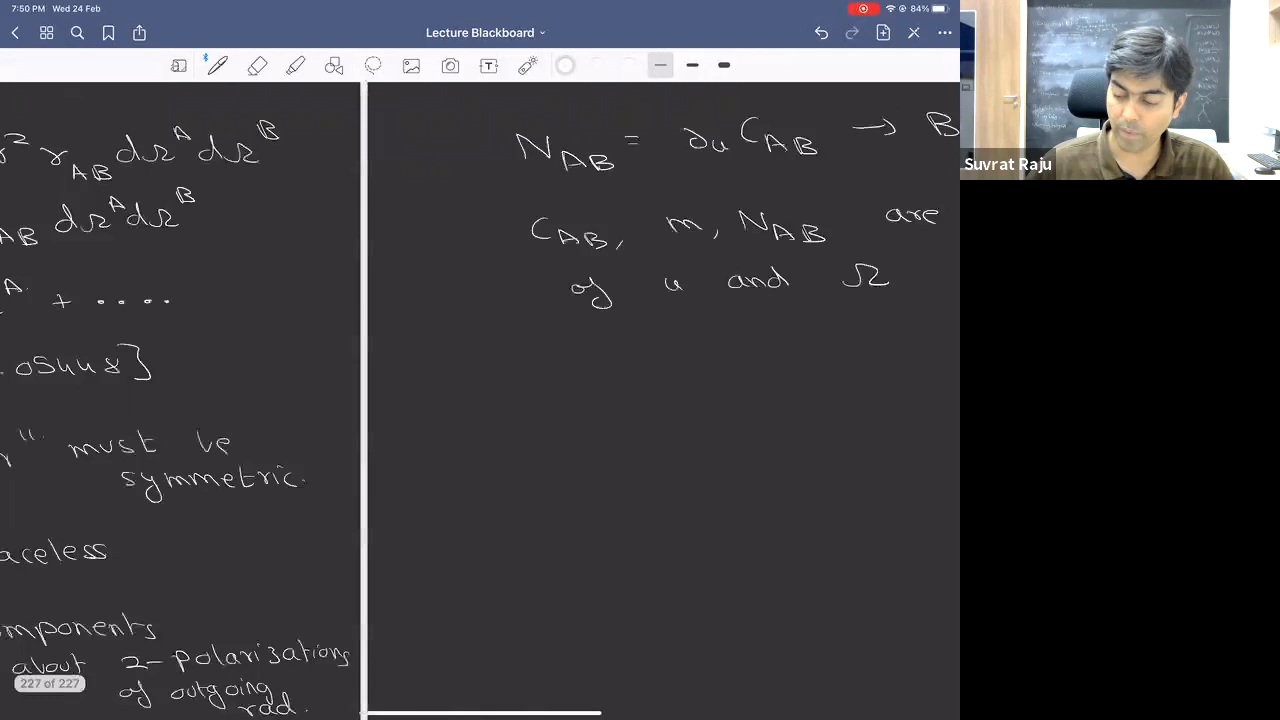 7:50 PM Wed 24 Feb
84%
Lecture Blackboard
Suvrat Raju
r² γ_AB dΩ^A dΩ^B
_AB dΩ^A dΩ^B
^A + ....
05448]
" must be
symmetric.
aceless
mponents
about 2-polarizations
of outgoing
rad.
227 of 227
N_AB = ∂_u C_AB → B
C_AB, m, N_AB are
of u and Ω